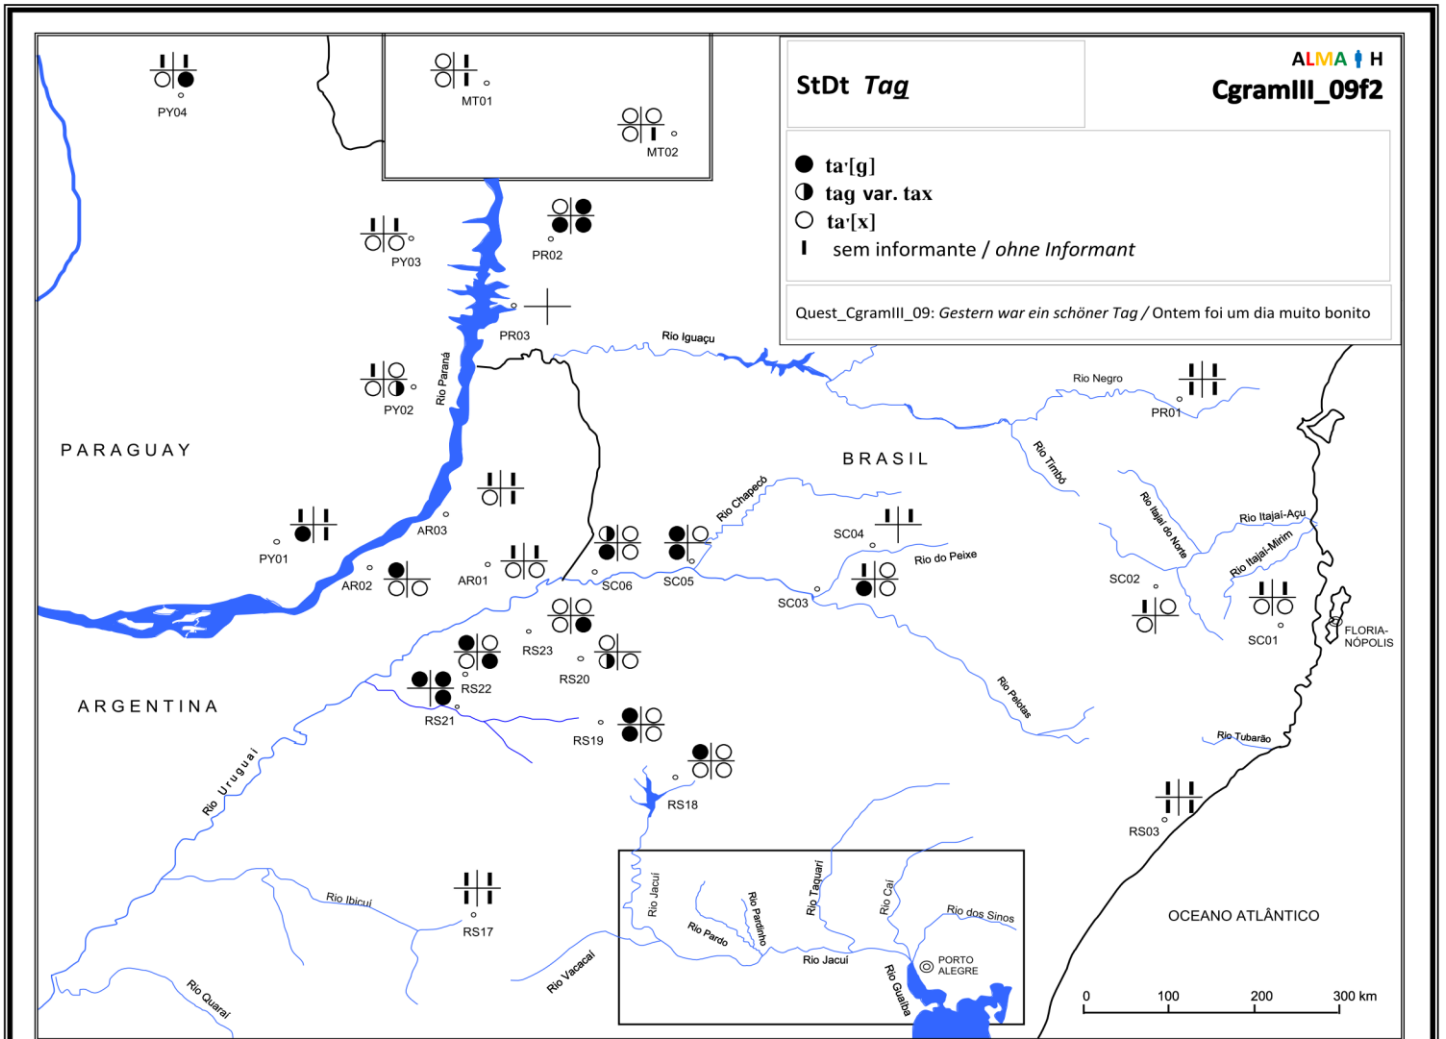 StDt Tag
ALMA H
CgramIII_09f2
ta·[g]
tag var. tax
ta·[x]
sem informante / ohne Informant
Quest_CgramIII_09: Gestern war ein schöner Tag / Ontem foi um dia muito bonito
PY04
MT01
MT02
PY03
PR02
PR03
Rio Iguaçu
Rio Paraná
PY02
Rio Negro
PR01
PARAGUAY
BRASIL
Rio Timbó
Rio Chapecó
Rio Itajaí do Norte
Rio Itajaí-Açu
Rio Itajaí-Mirim
AR03
PY01
SC04
Rio do Peixe
AR02
AR01
SC06
SC05
SC03
SC02
SC01
FLORIA-
NÓPOLIS
RS23
RS20
RS22
RS21
Rio Pelotas
ARGENTINA
RS19
Rio Tubarão
Rio Uruguai
RS18
RS03
Rio Ibicuí
RS17
Rio Jacuí
Rio Pardo
Rio Pardinho
Rio Taquari
Rio Caí
Rio dos Sinos
OCEANO ATLÂNTICO
Rio Vacacaí
Rio Jacuí
PORTO
ALEGRE
Rio Guaíba
Rio Quaraí
0 100 200 300 km